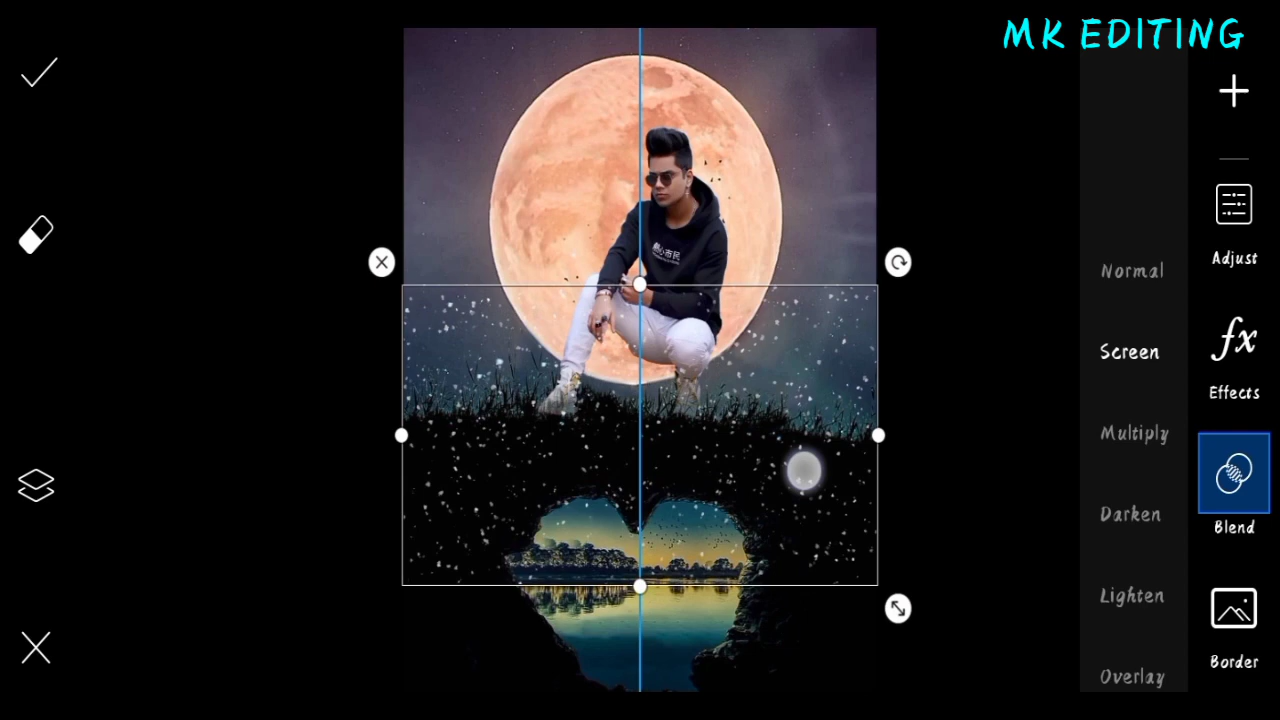 MK EDITING
Adjust
Normal
Screen
Effects
Multiply
Darken
Blend
Lighten
Border
Overlay